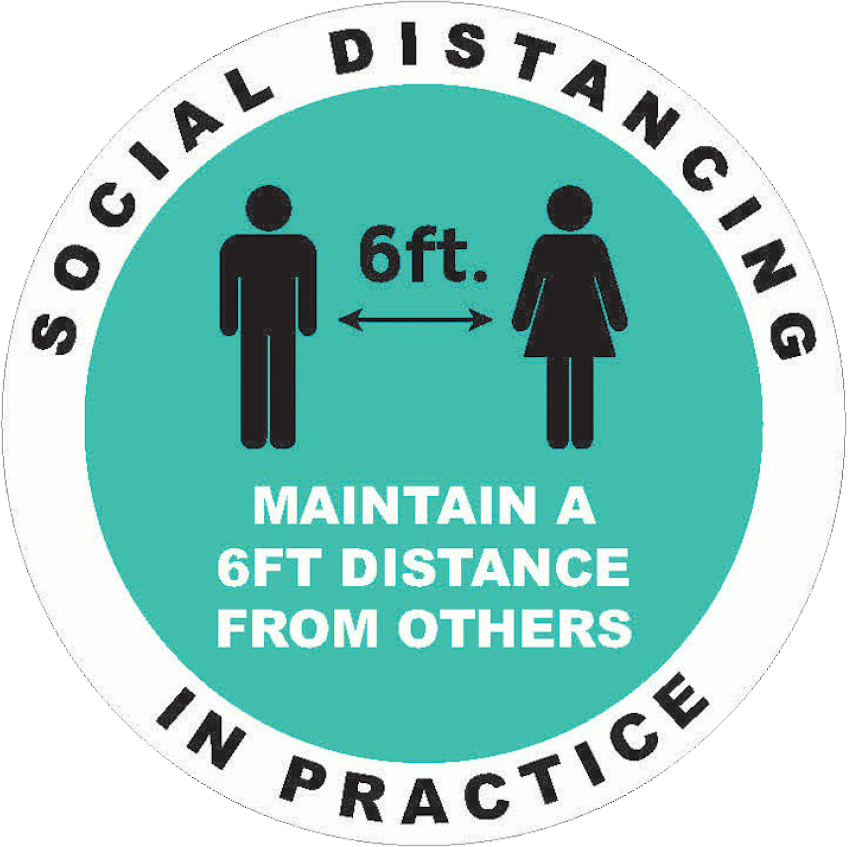 SOCIAL DISTANCING
6ft.
MAINTAIN A
6FT DISTANCE
FROM OTHERS
IN PRACTICE